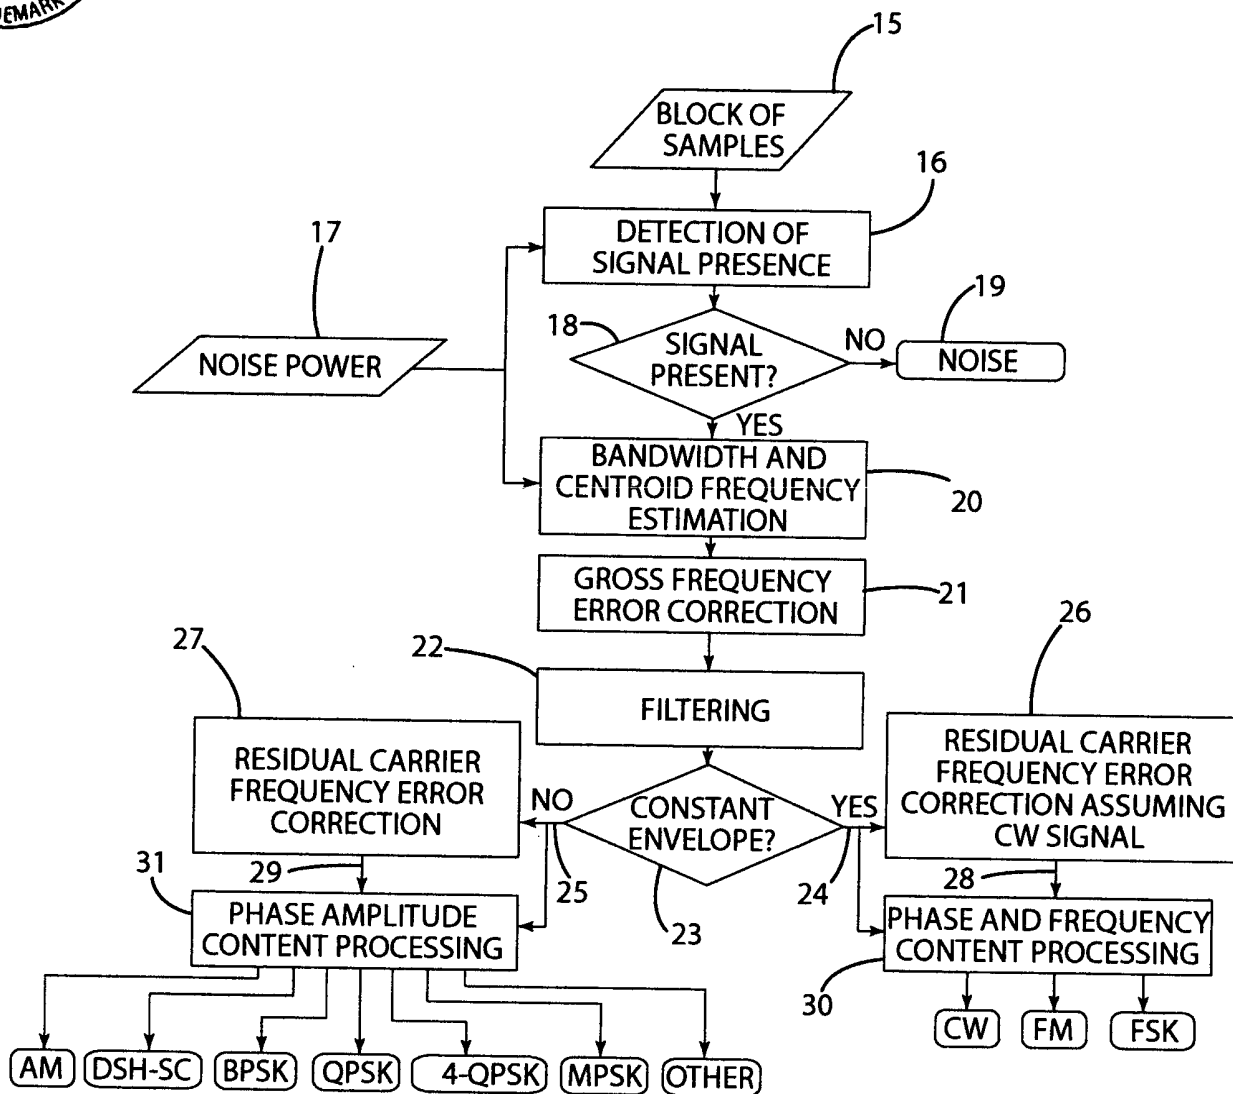 15
BLOCK OF
SAMPLES
16
DETECTION OF
SIGNAL PRESENCE
17
NOISE POWER
18
SIGNAL
PRESENT?
NO
19
NOISE
YES
BANDWIDTH AND
CENTROID FREQUENCY
ESTIMATION
20
GROSS FREQUENCY
ERROR CORRECTION
21
22
FILTERING
27
RESIDUAL CARRIER
FREQUENCY ERROR
CORRECTION
26
RESIDUAL CARRIER
FREQUENCY ERROR
CORRECTION ASSUMING
CW SIGNAL
NO
CONSTANT
ENVELOPE?
YES
25
23
24
29
28
31
PHASE AMPLITUDE
CONTENT PROCESSING
PHASE AND FREQUENCY
CONTENT PROCESSING
30
CW
FM
FSK
AM
DSH-SC
BPSK
QPSK
4-QPSK
MPSK
OTHER